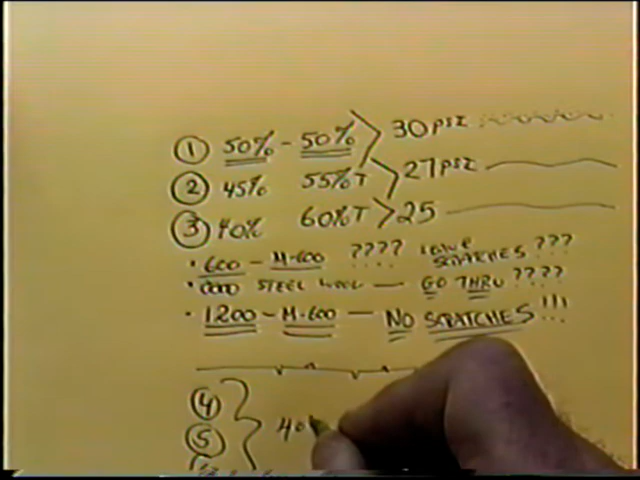 ① 50% - 50% > 30 PSI
② 45% 55% T > 27 PSI
③ 40% 60% T > 25
• 600 - M-600 ???? LEAVE SCRATCHES ???
• 0000 STEEL WOOL — GO THRU ????
• 1200 - M-600 — NO SCRATCHES !!!
④
⑤ 40